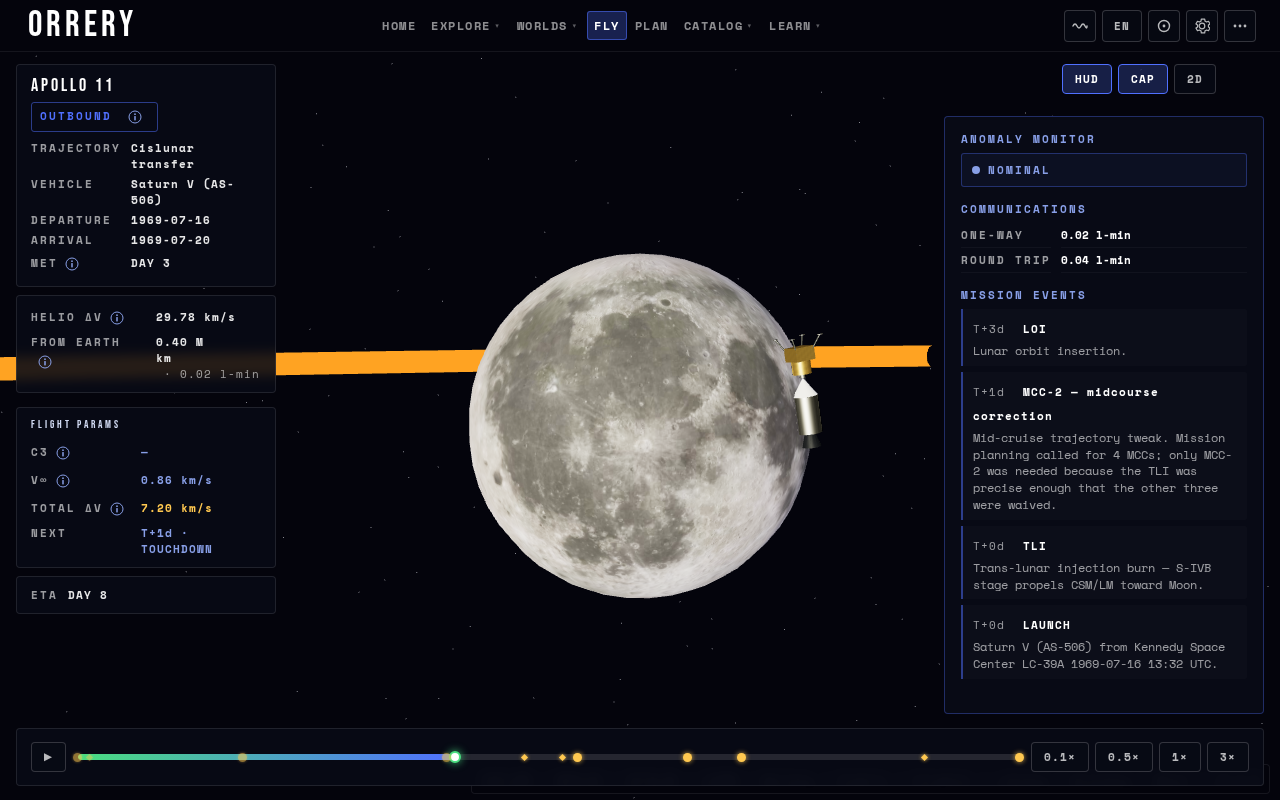 ORRERY
HOME EXPLORE WORLDS FLY PLAN CATALOG LEARN
EN
HUD CAP 2D
APOLLO 11
OUTBOUND
TRAJECTORY Cislunar
transfer
VEHICLE Saturn V (AS-
506)
DEPARTURE 1969-07-16
ARRIVAL 1969-07-20
MET DAY 3
HELIO ΔV 29.78 km/s
FROM EARTH 0.40 M
km
· 0.02 l-min
FLIGHT PARAMS
C3 —
V∞ 0.86 km/s
TOTAL ΔV 7.20 km/s
NEXT T+1d ·
TOUCHDOWN
ETA DAY 8
ANOMALY MONITOR
NOMINAL
COMMUNICATIONS
ONE-WAY 0.02 l-min
ROUND TRIP 0.04 l-min
MISSION EVENTS
T+3d LOI
Lunar orbit insertion.
T+1d MCC-2 — midcourse
correction
Mid-cruise trajectory tweak. Mission
planning called for 4 MCCs; only MCC-
2 was needed because the TLI was
precise enough that the other three
were waived.
T+0d TLI
Trans-lunar injection burn — S-IVB
stage propels CSM/LM toward Moon.
T+0d LAUNCH
Saturn V (AS-506) from Kennedy Space
Center LC-39A 1969-07-16 13:32 UTC.
0.1× 0.5× 1× 3×